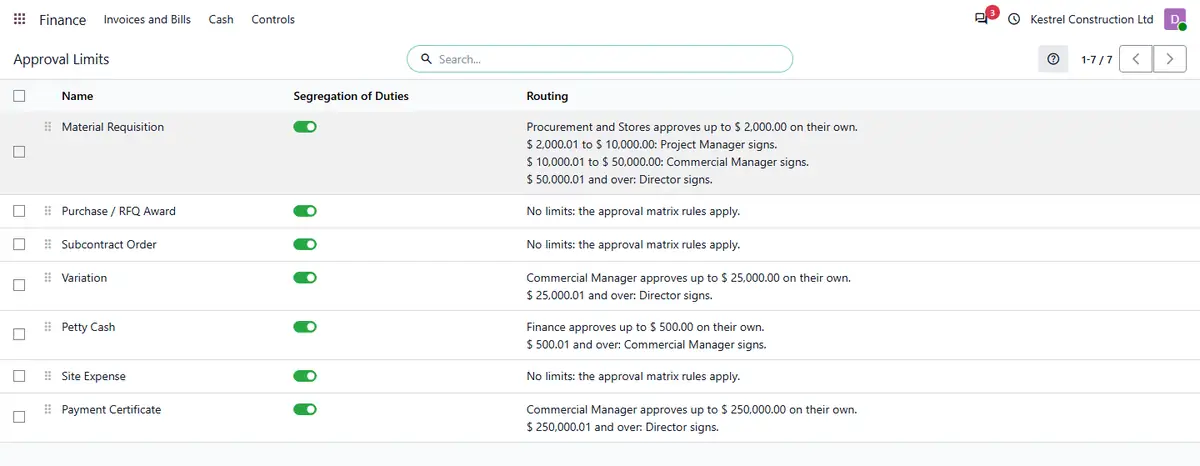 Finance Invoices and Bills Cash Controls 3 Kestrel Construction Ltd D
Approval Limits Search... 1-7 / 7
Name Segregation of Duties Routing
Material Requisition Procurement and Stores approves up to $ 2,000.00 on their own.
$ 2,000.01 to $ 10,000.00: Project Manager signs.
$ 10,000.01 to $ 50,000.00: Commercial Manager signs.
$ 50,000.01 and over: Director signs.
Purchase / RFQ Award No limits: the approval matrix rules apply.
Subcontract Order No limits: the approval matrix rules apply.
Variation Commercial Manager approves up to $ 25,000.00 on their own.
$ 25,000.01 and over: Director signs.
Petty Cash Finance approves up to $ 500.00 on their own.
$ 500.01 and over: Commercial Manager signs.
Site Expense No limits: the approval matrix rules apply.
Payment Certificate Commercial Manager approves up to $ 250,000.00 on their own.
$ 250,000.01 and over: Director signs.